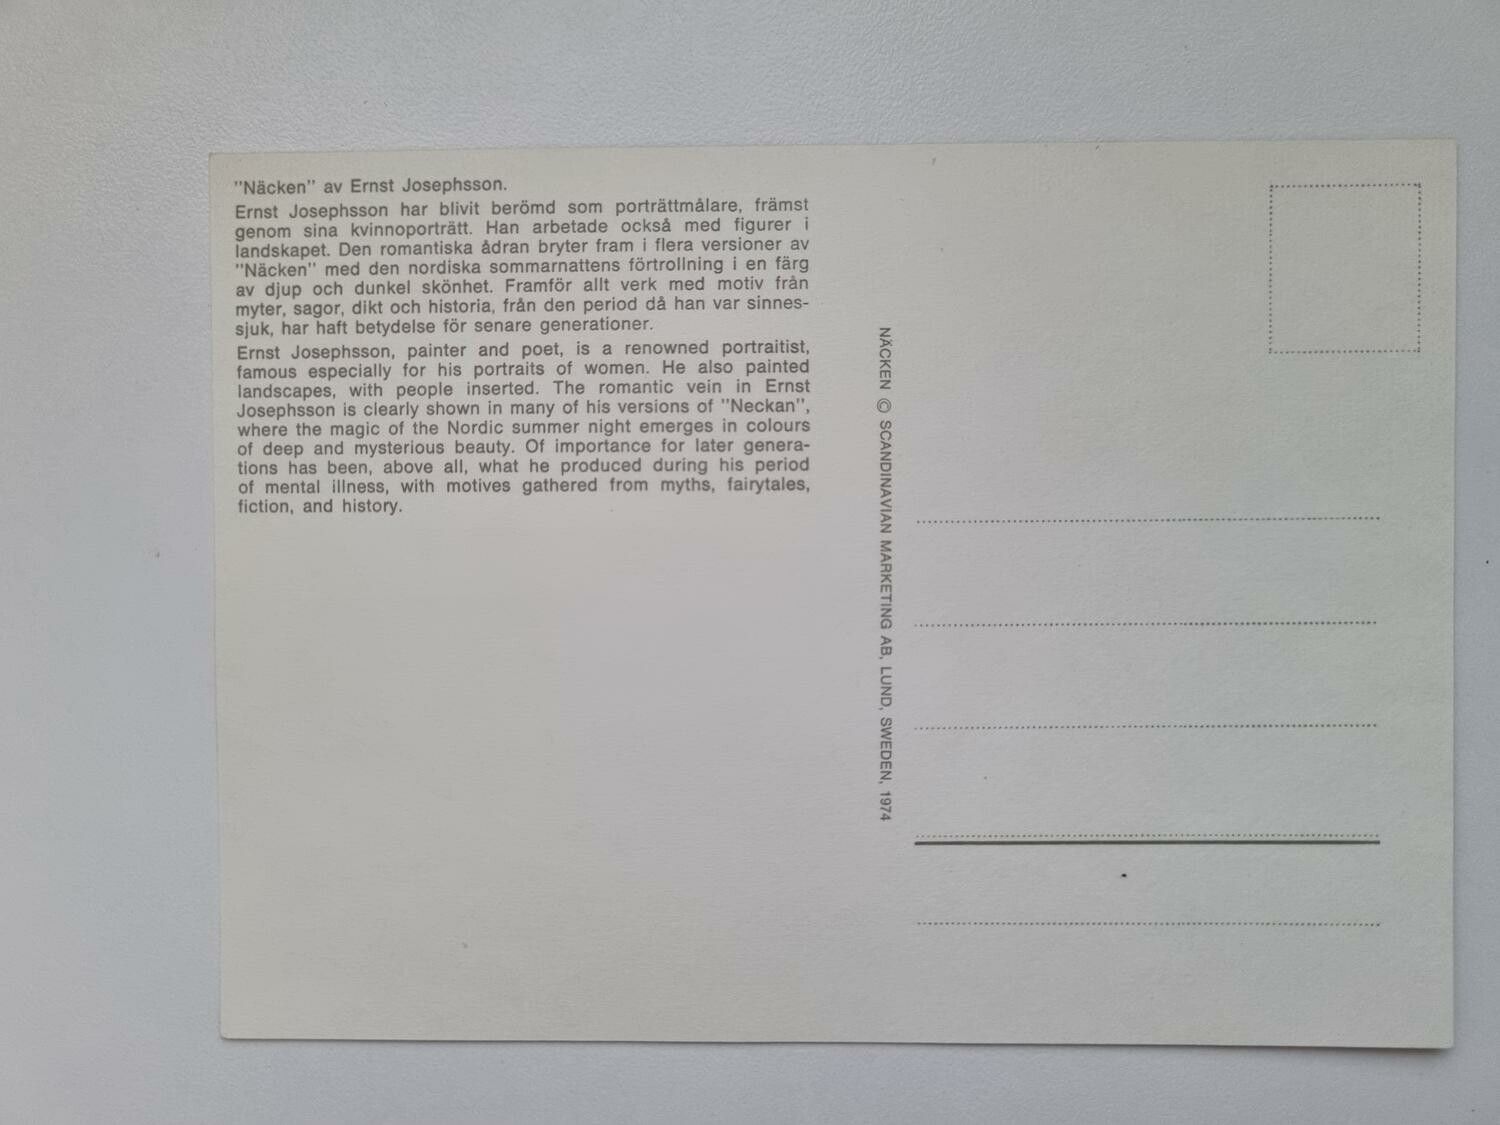 "Näcken" av Ernst Josephsson.
Ernst Josephsson har blivit berömd som porträttmålare, främst
genom sina kvinnoporträtt. Han arbetade också med figurer i
landskapet. Den romantiska ådran bryter fram i flera versioner av
"Näcken" med den nordiska sommarnattens förtrollning i en färg
av djup och dunkel skönhet. Framför allt verk med motiv från
myter, sagor, dikt och historia, från den period då han var sinnes-
sjuk, har haft betydelse för senare generationer.
Ernst Josephsson, painter and poet, is a renowned portraitist,
famous especially for his portraits of women. He also painted
landscapes, with people inserted. The romantic vein in Ernst
Josephsson is clearly shown in many of his versions of "Neckan",
where the magic of the Nordic summer night emerges in colours
of deep and mysterious beauty. Of importance for later genera-
tions has been, above all, what he produced during his period
of mental illness, with motives gathered from myths, fairytales,
fiction, and history.
NÄCKEN © SCANDINAVIAN MARKETING AB, LUND, SWEDEN, 1974